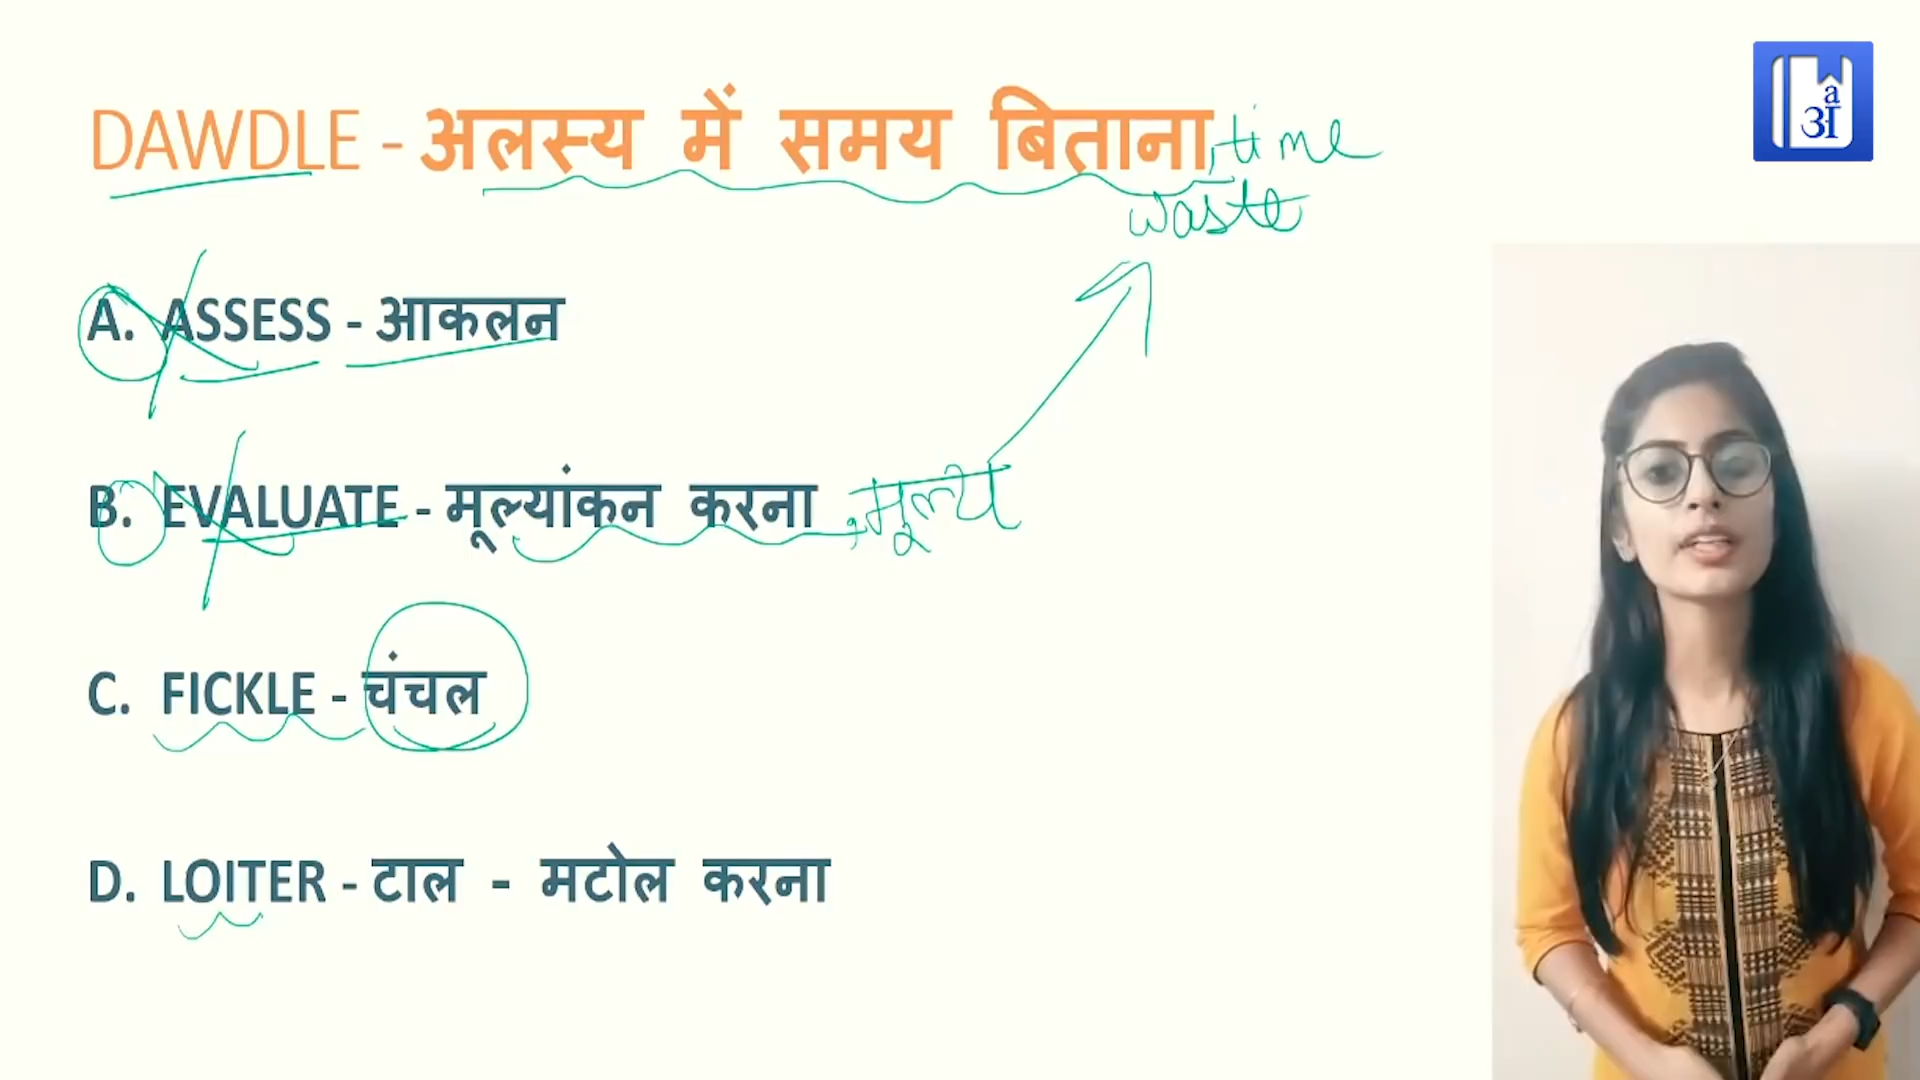 DAWDLE - अलस्य में समय बिताना, time
waste
A. ASSESS - आकलन
B. EVALUATE - मूल्यांकन करना, मूल्य
C. FICKLE - चंचल
D. LOITER - टाल - मटोल करना
a
अ